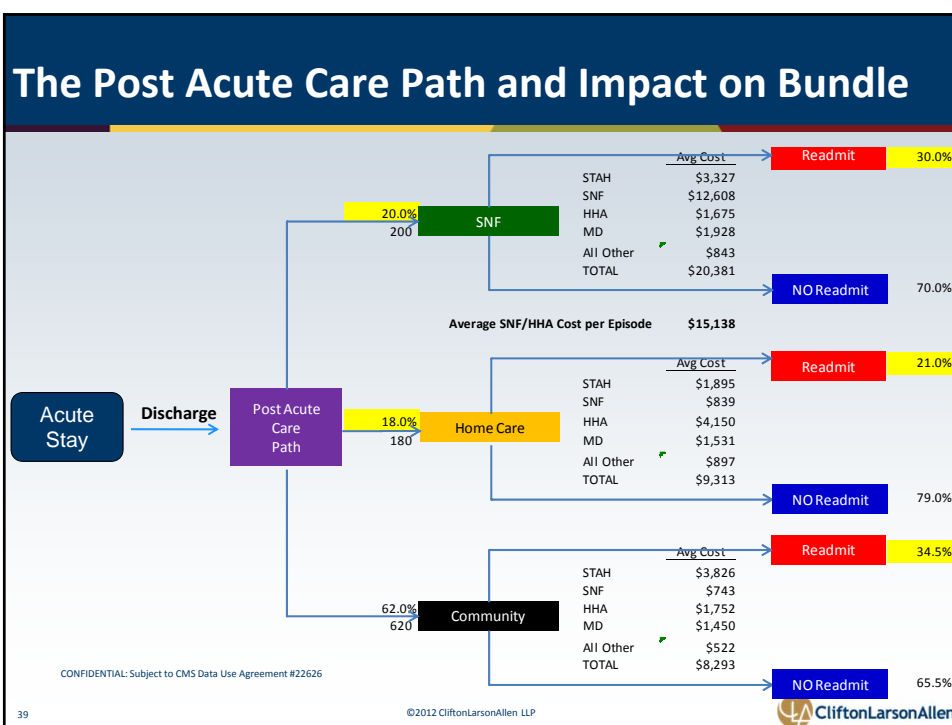 The Post Acute Care Path and Impact on Bundle
Avg Cost
Readmit 30.0%
STAH $3,327
SNF $12,608
20.0%
200
SNF
HHA $1,675
MD $1,928
All Other $843
TOTAL $20,381
NO Readmit 70.0%
Average SNF/HHA Cost per Episode $15,138
Avg Cost
Readmit 21.0%
STAH $1,895
SNF $839
Acute
Stay
Discharge
Post Acute
Care
Path
18.0%
180
Home Care
HHA $4,150
MD $1,531
All Other $897
TOTAL $9,313
NO Readmit 79.0%
Avg Cost
Readmit 34.5%
STAH $3,826
SNF $743
62.0%
620
Community
HHA $1,752
MD $1,450
All Other $522
TOTAL $8,293
CONFIDENTIAL: Subject to CMS Data Use Agreement #22626
NO Readmit 65.5%
39
©2012 CliftonLarsonAllen LLP
CLA CliftonLarsonAllen